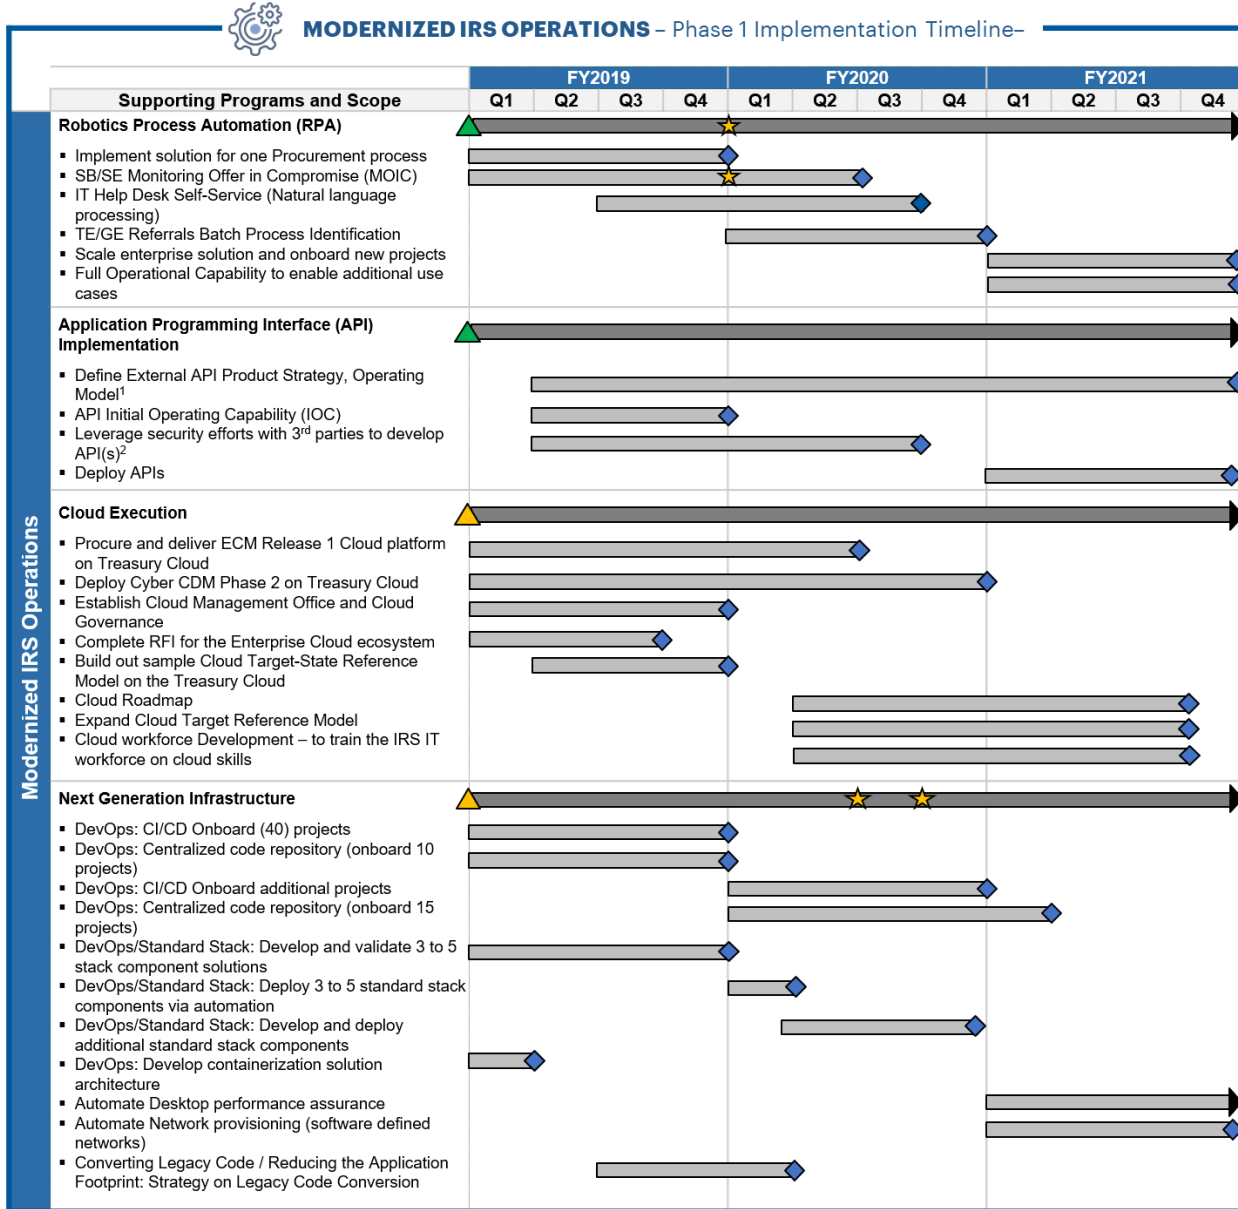 MODERNIZED IRS OPERATIONS – Phase 1 Implementation Timeline–
FY2019 FY2020 FY2021
Supporting Programs and Scope Q1 Q2 Q3 Q4 Q1 Q2 Q3 Q4 Q1 Q2 Q3 Q4
Modernized IRS Operations
Robotics Process Automation (RPA)
▪ Implement solution for one Procurement process
▪ SB/SE Monitoring Offer in Compromise (MOIC)
▪ IT Help Desk Self-Service (Natural language
processing)
▪ TE/GE Referrals Batch Process Identification
▪ Scale enterprise solution and onboard new projects
▪ Full Operational Capability to enable additional use
cases
Application Programming Interface (API)
Implementation
▪ Define External API Product Strategy, Operating
Model1
▪ API Initial Operating Capability (IOC)
▪ Leverage security efforts with 3rd parties to develop
API(s)2
▪ Deploy APIs
Cloud Execution
▪ Procure and deliver ECM Release 1 Cloud platform
on Treasury Cloud
▪ Deploy Cyber CDM Phase 2 on Treasury Cloud
▪ Establish Cloud Management Office and Cloud
Governance
▪ Complete RFI for the Enterprise Cloud ecosystem
▪ Build out sample Cloud Target-State Reference
Model on the Treasury Cloud
▪ Cloud Roadmap
▪ Expand Cloud Target Reference Model
▪ Cloud workforce Development – to train the IRS IT
workforce on cloud skills
Next Generation Infrastructure
▪ DevOps: CI/CD Onboard (40) projects
▪ DevOps: Centralized code repository (onboard 10
projects)
▪ DevOps: CI/CD Onboard additional projects
▪ DevOps: Centralized code repository (onboard 15
projects)
▪ DevOps/Standard Stack: Develop and validate 3 to 5
stack component solutions
▪ DevOps/Standard Stack: Deploy 3 to 5 standard stack
components via automation
▪ DevOps/Standard Stack: Develop and deploy
additional standard stack components
▪ DevOps: Develop containerization solution
architecture
▪ Automate Desktop performance assurance
▪ Automate Network provisioning (software defined
networks)
▪ Converting Legacy Code / Reducing the Application
Footprint: Strategy on Legacy Code Conversion